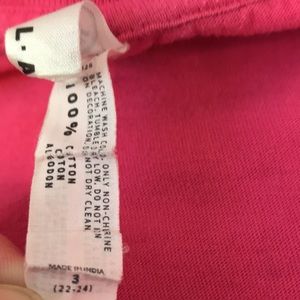 L.A
100%
COTTON
COTON
ALGODON
MACHINE WASH COLD, ONLY NON-CHLORINE
BLEACH, TUMBLE DRY LOW, DO NOT IRON
ON DECORATION, DO NOT DRY CLEAN
MADE IN INDIA
3
(22-24)